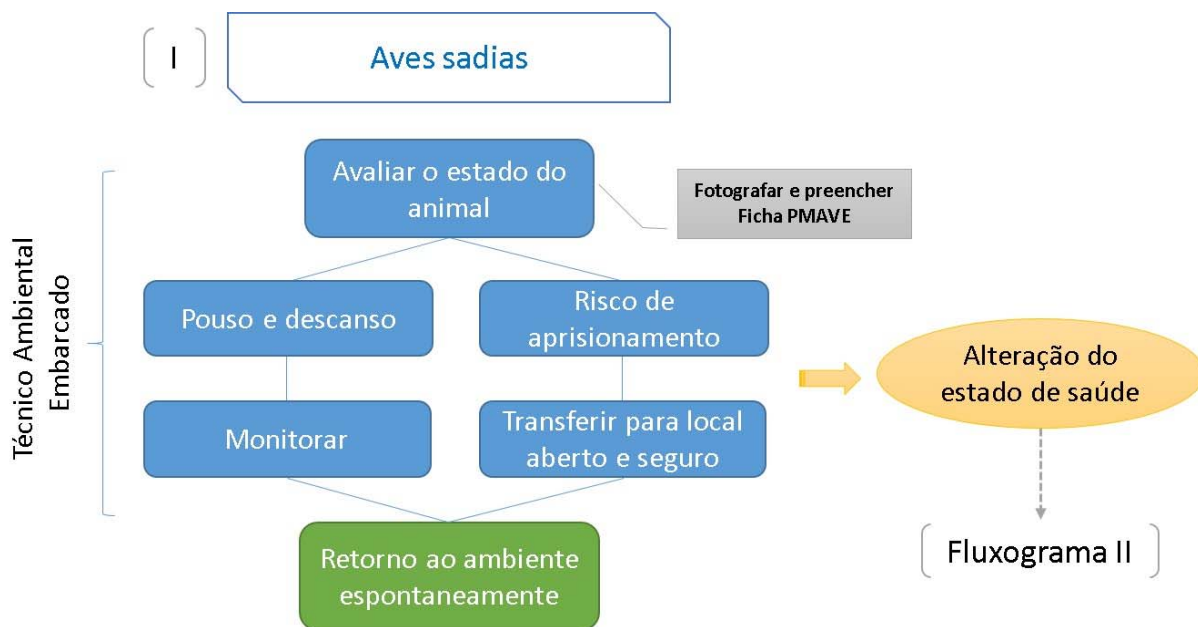 I
Aves sadias
Avaliar o estado do
animal
Fotografar e preencher
Ficha PMAVE
Técnico Ambiental
Embarcado
Pouso e descanso
Risco de
aprisionamento
Alteração do
estado de saúde
Monitorar
Transferir para local
aberto e seguro
Retorno ao ambiente
espontaneamente
Fluxograma II